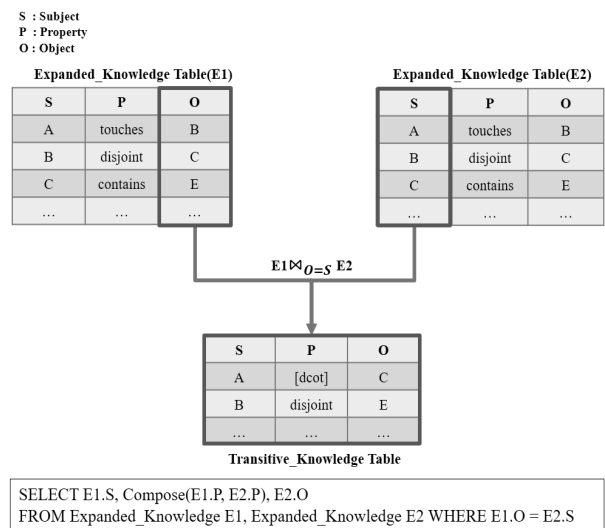 S : Subject
P : Property
O : Object
Expanded_Knowledge Table(E1)
S P O
A touches B
B disjoint C
C contains E
… … …
Expanded_Knowledge Table(E2)
S P O
A touches B
B disjoint C
C contains E
… … …
E1⋈O=S E2
S P O
A [dcot] C
B disjoint E
… … …
Transitive_Knowledge Table
SELECT E1.S, Compose(E1.P, E2.P), E2.O
FROM Expanded_Knowledge E1, Expanded_Knowledge E2 WHERE E1.O = E2.S